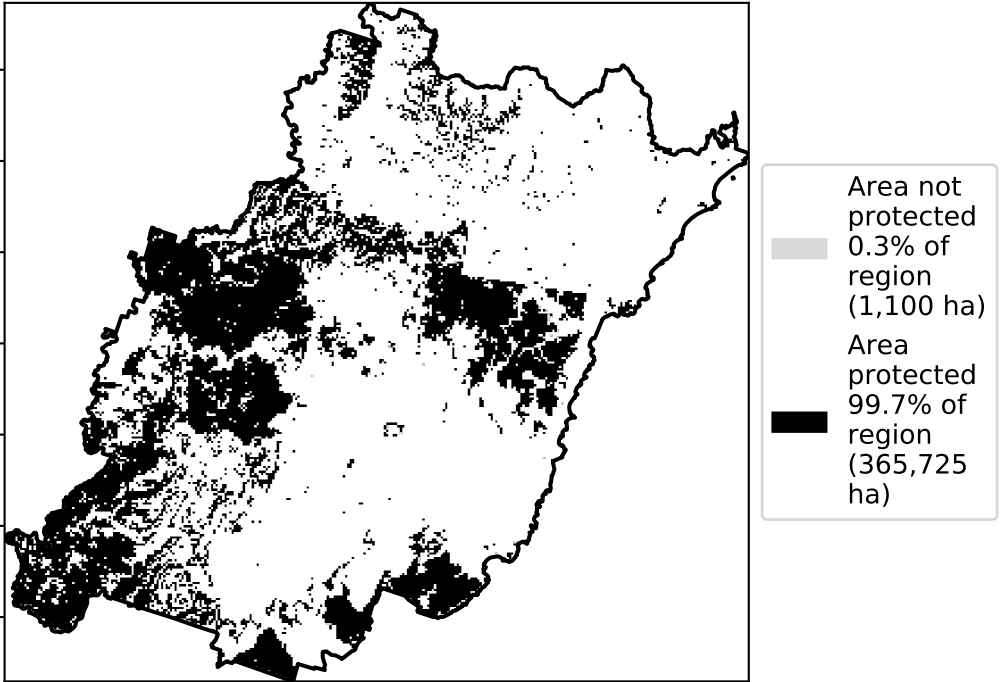 Area not
protected
0.3% of
region
(1,100 ha)
Area
protected
99.7% of
region
(365,725
ha)